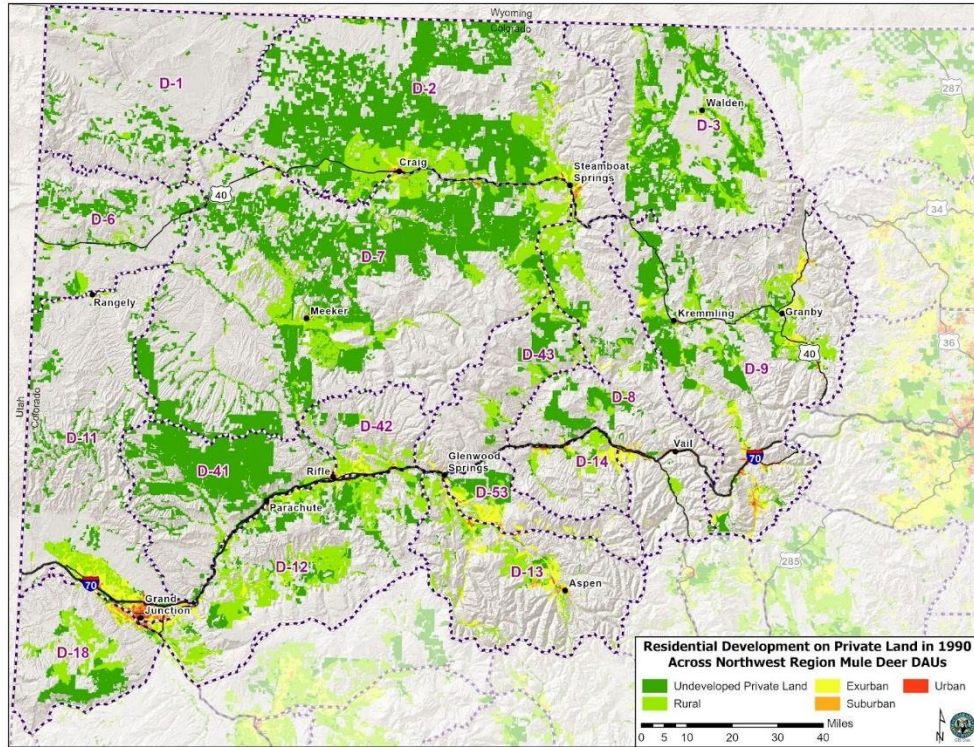 Wyoming
Colorado
D-1
D-2
287
Walden
D-3
Craig
Steamboat
Springs
40
34
D-6
D-7
Rangely
Meeker
Kremmling
Granby
36
D-43
40
D-9
Utah
Colorado
D-8
D-11
D-42
Glenwood
Springs
Vail
D-41
Rifle
D-14
70
D-53
Parachute
285
D-12
D-13
Aspen
70
Grand
Junction
D-18
Residential Development on Private Land in 1990
Across Northwest Region Mule Deer DAUs
Undeveloped Private Land
Exurban
Urban
Rural
Suburban
Miles
0 5 10 20 30 40
N